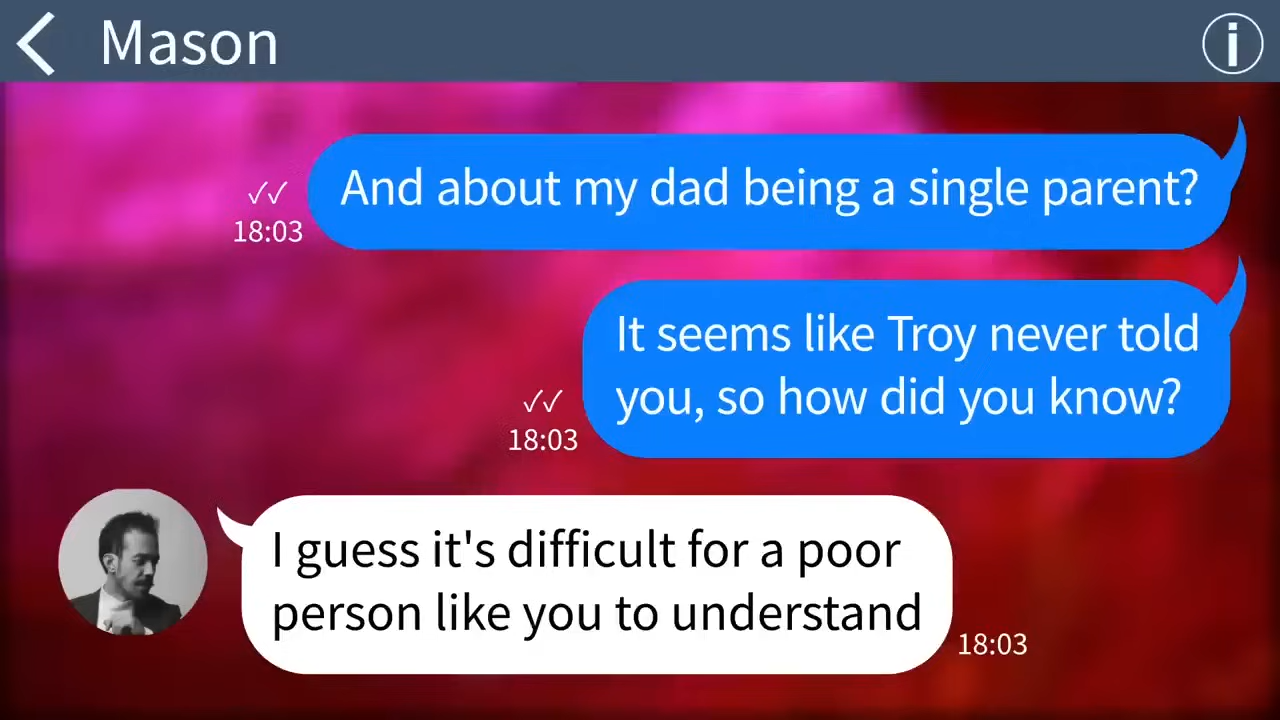 Mason
i
And about my dad being a single parent?
✓✓
18:03
It seems like Troy never told
you, so how did you know?
✓✓
18:03
I guess it's difficult for a poor
person like you to understand
18:03